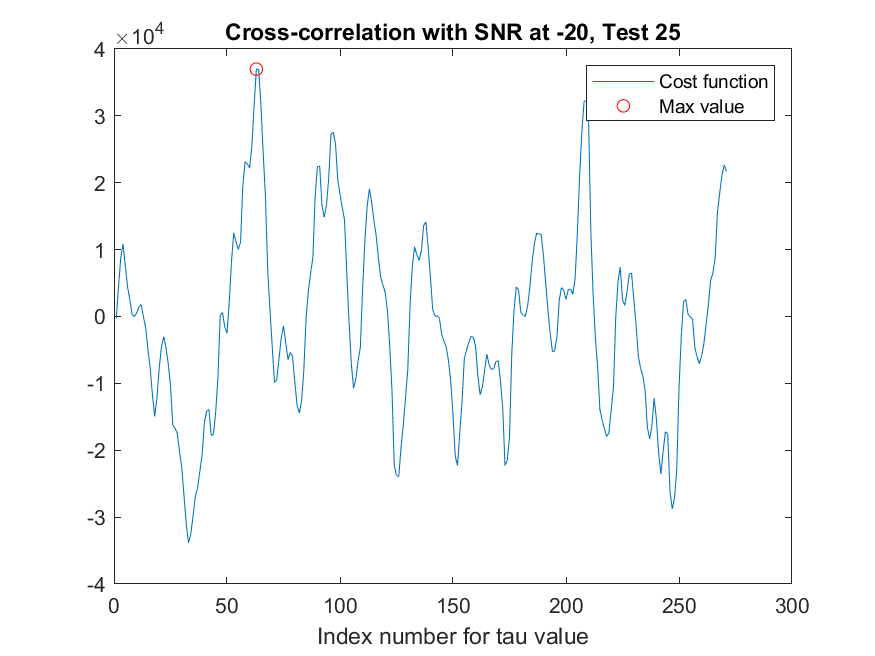 Cross-correlation with SNR at -20, Test 25
×10⁴
4
3
2
1
0
-1
-2
-3
-4
0 50 100 150 200 250 300
Index number for tau value
Cost function
Max value